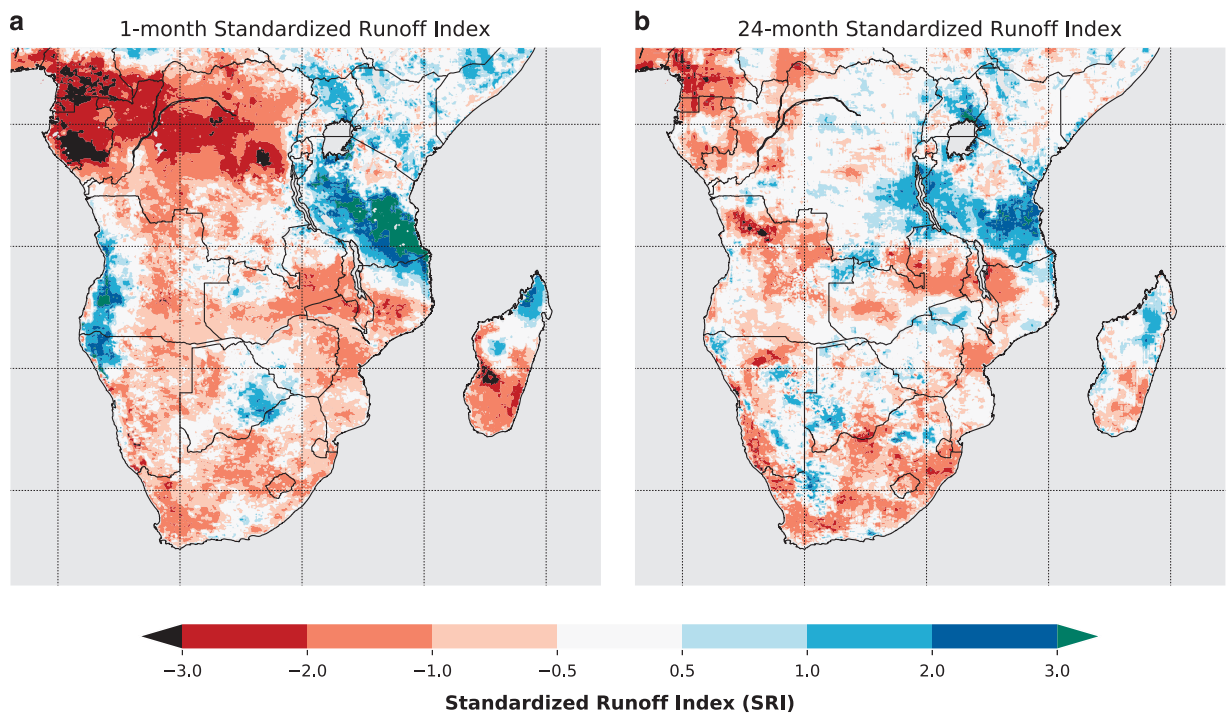 a
1-month Standardized Runoff Index
b
24-month Standardized Runoff Index
−3.0 −2.0 −1.0 −0.5 0.5 1.0 2.0 3.0
Standardized Runoff Index (SRI)